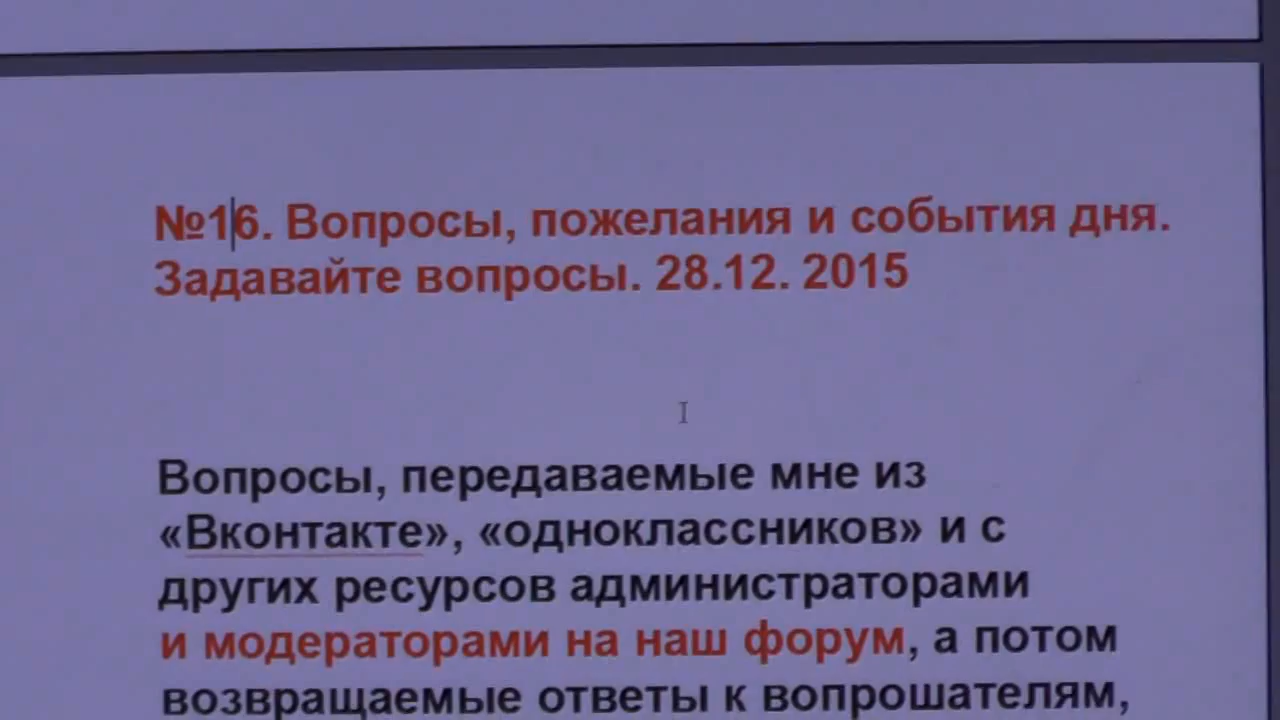 №16. Вопросы, пожелания и события дня.
Задавайте вопросы. 28.12. 2015
Вопросы, передаваемые мне из
«Вконтакте», «одноклассников» и с
других ресурсов администраторами
и модераторами на наш форум, а потом
возвращаемые ответы к вопрошателям,